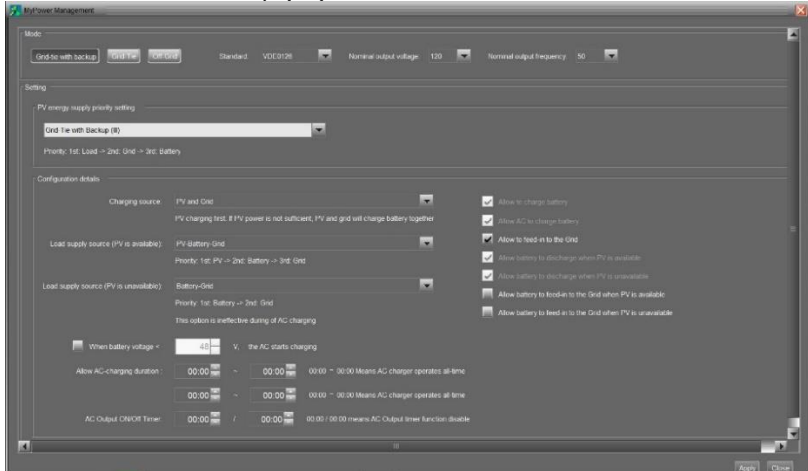 MyPower Management
Mode
Grid-tie with backup Grid Tie Off Grid Standard: VDE0126 Nominal output voltage: 120 Nominal output frequency: 50
Setting
PV energy supply priority setting
Grid Tie with Backup (II)
Priority: 1st: Load -> 2nd: Grid -> 3rd: Battery
Configuration details
Charging source: PV and Grid
PV charging first. If PV power is not sufficient, PV and grid will charge battery together
Load supply source (PV is available): PV-Battery-Grid
Priority: 1st: PV -> 2nd: Battery -> 3rd: Grid
Load supply source (PV is unavailable): Battery-Grid
Priority: 1st: Battery -> 2nd: Grid
This option is ineffective during of AC charging
Allow to charge battery
Allow AC to charge battery
Allow to feed-in to the Grid
Allow battery to discharge when PV is available
Allow battery to discharge when PV is unavailable
Allow battery to feed-in to the Grid when PV is available
Allow battery to feed-in to the Grid when PV is unavailable
When battery voltage < 48 V, the AC starts charging
Allow AC-charging duration : 00:00 ~ 00:00 00:00 ~ 00:00 Means AC charger operates all-time
00:00 ~ 00:00 00:00 ~ 00:00 Means AC charger operates all-time
AC Output ON/Off Timer: 00:00 / 00:00 00:00 / 00:00 means AC Output timer function disable
Apply Close